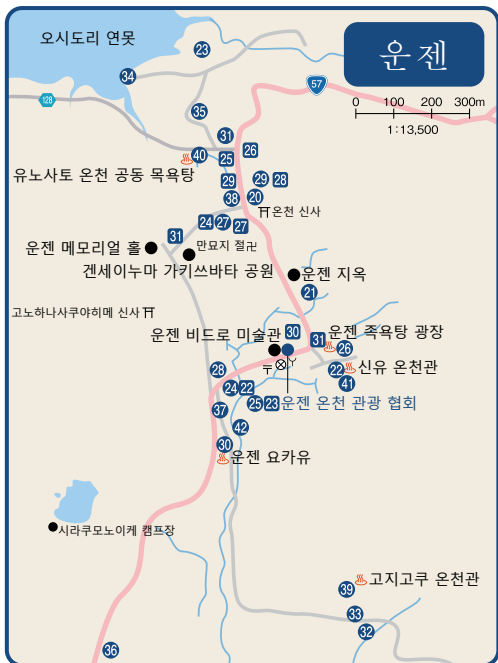 오시도리 연못
운젠
23
34
57
128
0 100 200 300m
1:13,500
35
31
26
40
25
유노사토 온천 공동 목욕탕
29
29
28
38
20
온천 신사
24
27
27
31
만묘지 절
운젠 메모리얼 홀
겐세이누마 가키쓰바타 공원
운젠 지옥
21
고노하나사쿠야히메 신사
운젠 비드로 미술관
30
31
운젠 족욕탕 광장
26
28
22
신유 온천관
41
24
22
37
25
23
운젠 온천 관광 협회
42
30
운젠 요카유
시라쿠모노이케 캠프장
고지고쿠 온천관
39
33
32
36